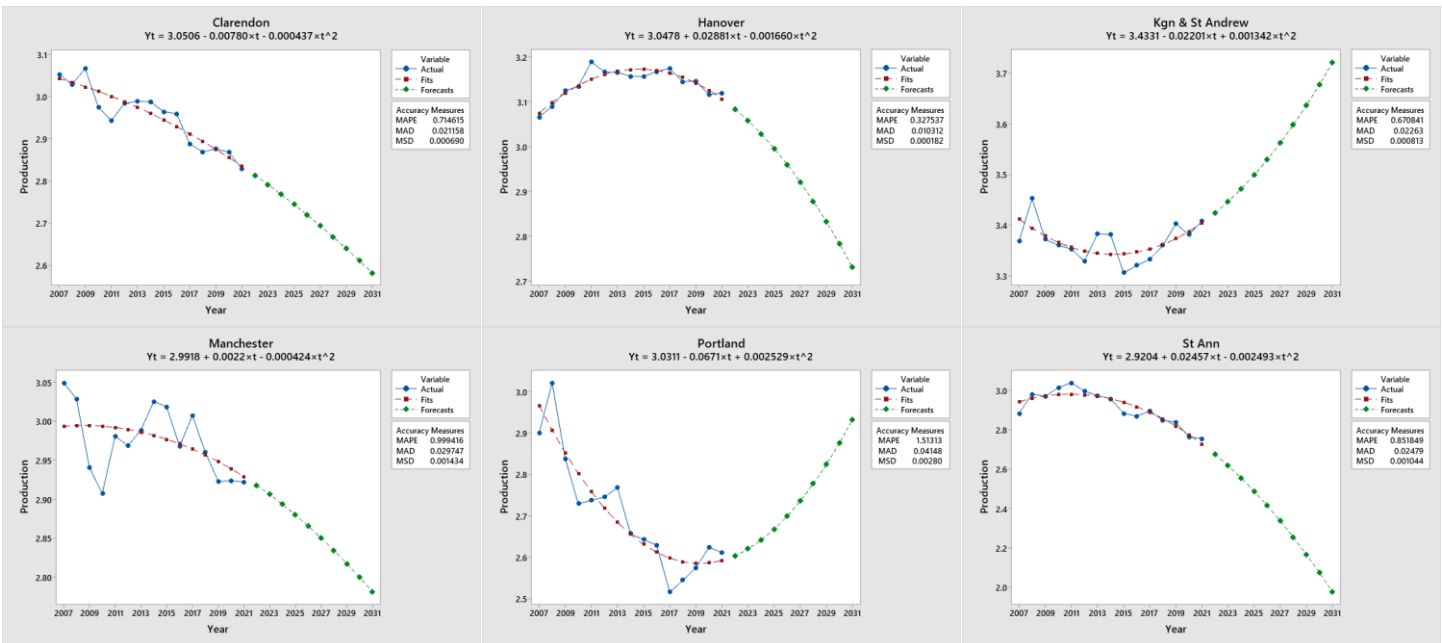 Clarendon
Yt = 3.0506 - 0.00780×t - 0.000437×t^2
3.1
3.0
2.9
2.8
2.7
2.6
Production
2007 2009 2011 2013 2015 2017 2019 2021 2023 2025 2027 2029 2031
Year
Variable
Actual
Fits
Forecasts
Accuracy Measures
MAPE 0.714615
MAD 0.021158
MSD 0.000690
Hanover
Yt = 3.0478 + 0.02881×t - 0.001660×t^2
3.2
3.1
3.0
2.9
2.8
2.7
Production
2007 2009 2011 2013 2015 2017 2019 2021 2023 2025 2027 2029 2031
Year
Variable
Actual
Fits
Forecasts
Accuracy Measures
MAPE 0.327537
MAD 0.010312
MSD 0.000182
Kgn & St Andrew
Yt = 3.4331 - 0.02201×t + 0.001342×t^2
3.7
3.6
3.5
3.4
3.3
Production
2007 2009 2011 2013 2015 2017 2019 2021 2023 2025 2027 2029 2031
Year
Variable
Actual
Fits
Forecasts
Accuracy Measures
MAPE 0.670841
MAD 0.02263
MSD 0.000813
Manchester
Yt = 2.9918 + 0.0022×t - 0.000424×t^2
3.05
3.00
2.95
2.90
2.85
2.80
Production
2007 2009 2011 2013 2015 2017 2019 2021 2023 2025 2027 2029 2031
Year
Variable
Actual
Fits
Forecasts
Accuracy Measures
MAPE 0.999416
MAD 0.029747
MSD 0.001434
Portland
Yt = 3.0311 - 0.0671×t + 0.002529×t^2
3.0
2.9
2.8
2.7
2.6
2.5
Production
2007 2009 2011 2013 2015 2017 2019 2021 2023 2025 2027 2029 2031
Year
Variable
Actual
Fits
Forecasts
Accuracy Measures
MAPE 1.51313
MAD 0.04148
MSD 0.00280
St Ann
Yt = 2.9204 + 0.02457×t - 0.002493×t^2
3.0
2.8
2.6
2.4
2.2
2.0
Production
2007 2009 2011 2013 2015 2017 2019 2021 2023 2025 2027 2029 2031
Year
Variable
Actual
Fits
Forecasts
Accuracy Measures
MAPE 0.851849
MAD 0.02479
MSD 0.001044